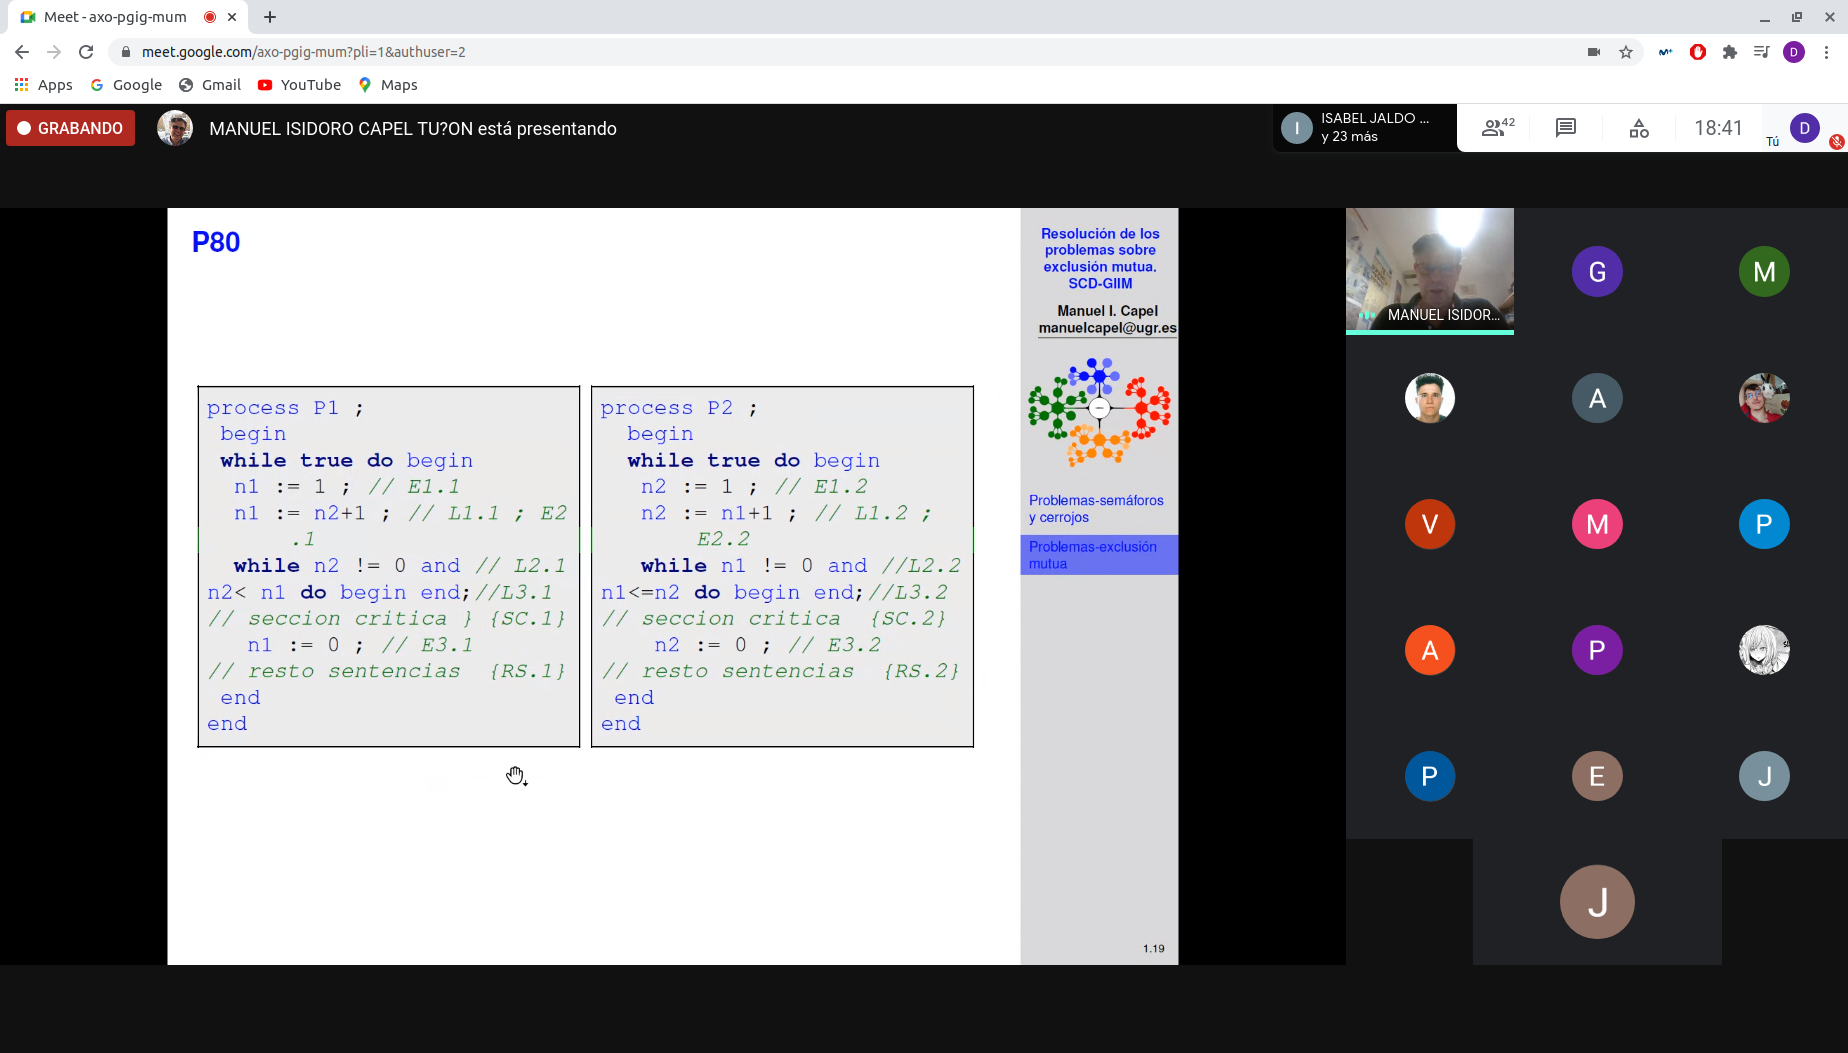 Meet - axo-pgig-mum
meet.google.com/axo-pgig-mum?pli=1&authuser=2
D
Apps
Google
Gmail
YouTube
Maps
GRABANDO
MANUEL ISIDORO CAPEL TU?ON está presentando
I
ISABEL JALDO ...
y 23 más
42
18:41
Tú
D
P80
process P1 ;
begin
while true do begin
n1 := 1 ; // E1.1
n1 := n2+1 ; // L1.1 ; E2
.1
while n2 != 0 and // L2.1
n2< n1 do begin end;//L3.1
// seccion critica } {SC.1}
n1 := 0 ; // E3.1
// resto sentencias {RS.1}
end
end
process P2 ;
begin
while true do begin
n2 := 1 ; // E1.2
n2 := n1+1 ; // L1.2 ;
E2.2
while n1 != 0 and //L2.2
n1<=n2 do begin end;//L3.2
// seccion critica {SC.2}
n2 := 0 ; // E3.2
// resto sentencias {RS.2}
end
end
Resolución de los
problemas sobre
exclusión mutua.
SCD-GIIM
Manuel I. Capel
manuelcapel@ugr.es
Problemas-semáforos
y cerrojos
Problemas-exclusión
mutua
1.19
MANUEL ISIDOR...
G
M
A
V
M
P
A
P
P
E
J
J